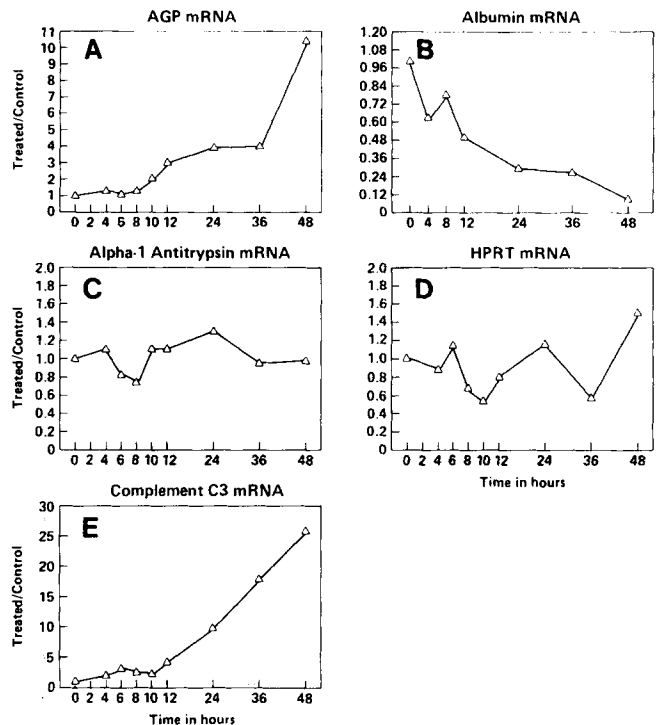 AGP mRNA
A
Treated/Control
11
10
9
8
7
6
5
4
3
2
1
0
0 2 4 6 8 10 12 24 36 48
Albumin mRNA
B
1.20
1.08
0.96
0.84
0.72
0.60
0.48
0.36
0.24
0.12
0
0 4 8 12 24 36 48
Alpha-1 Antitrypsin mRNA
C
Treated/Control
2.0
1.8
1.6
1.4
1.2
1.0
0.8
0.6
0.4
0.2
0
0 2 4 6 8 10 12 24 36 48
HPRT mRNA
D
2.0
1.8
1.6
1.4
1.2
1.0
0.8
0.6
0.4
0.2
0
0 2 4 6 8 10 12 24 36 48
Time in hours
Complement C3 mRNA
E
Treated/Control
30
25
20
15
10
5
0
0 2 4 6 8 10 12 24 36 48
Time in hours